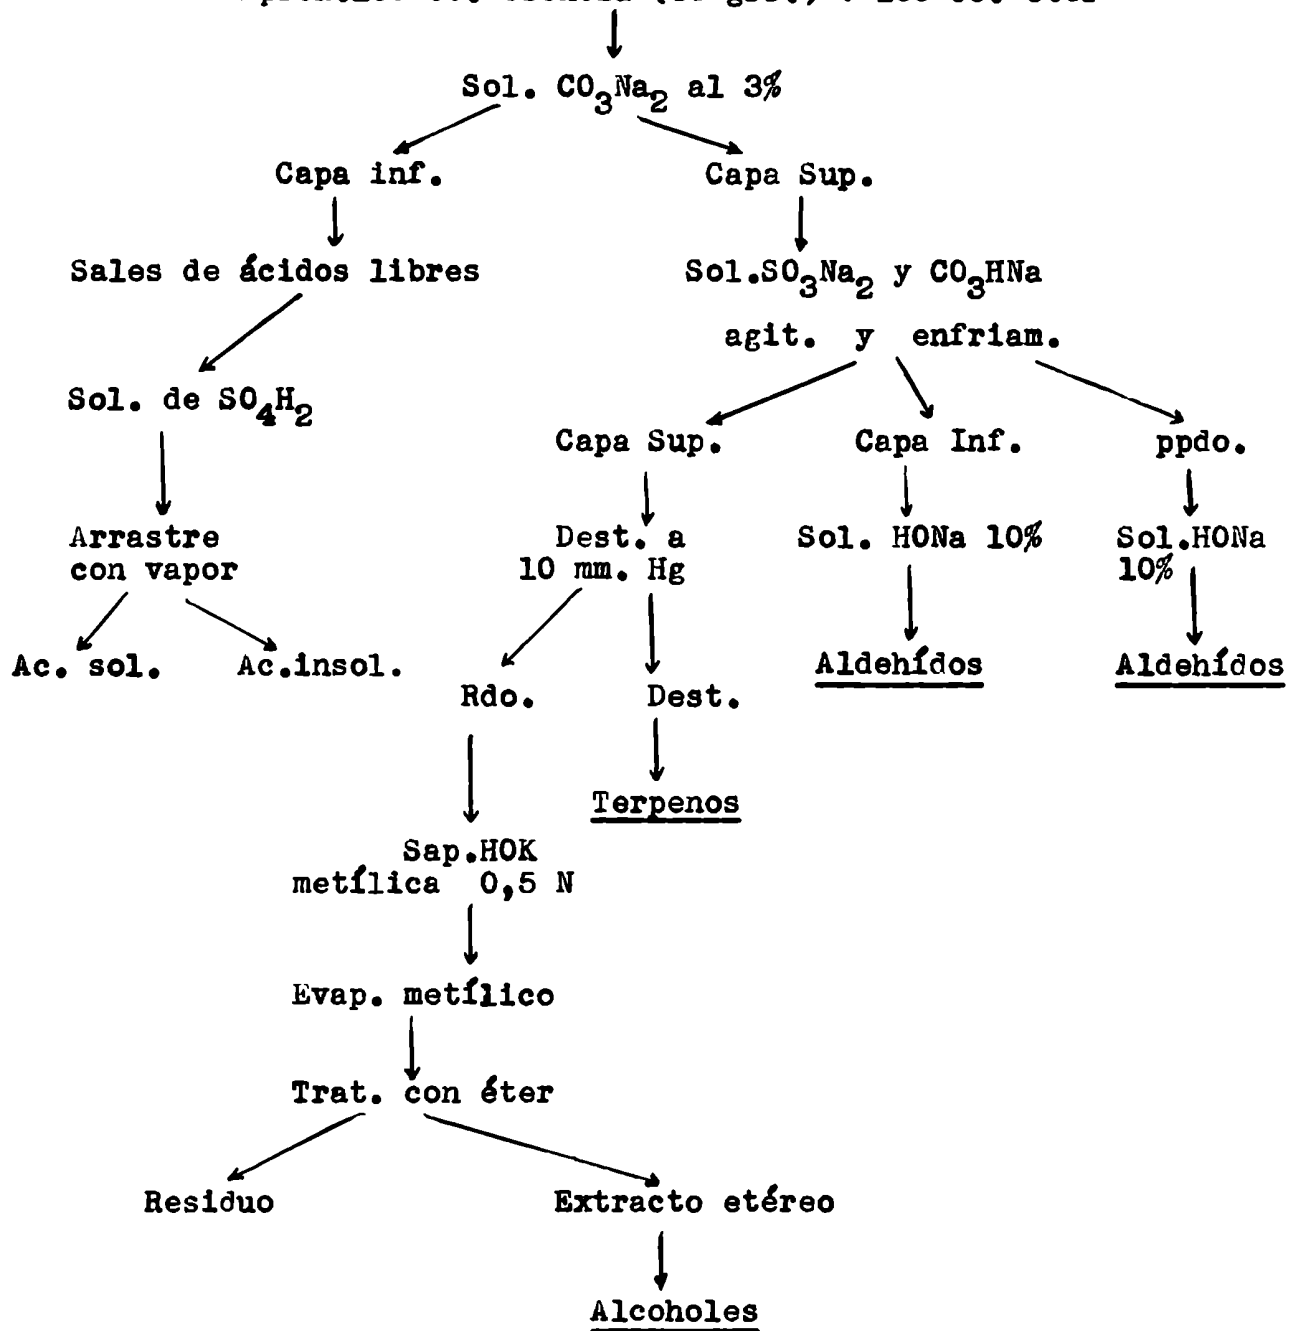 Sol. CO3Na2 al 3%
Capa inf. Capa Sup.
Sales de ácidos libres Sol.SO3Na2 y CO3HNa
agit. y enfriam.
Sol. de SO4H2
Capa Sup. Capa Inf. ppdo.
Arrastre Dest. a Sol. HONa 10% Sol.HONa
con vapor 10 mm. Hg 10%
Ac. sol. Ac.insol. Aldehídos Aldehídos
Rdo. Dest.
Terpenos
Sap.HOK
metílica 0,5 N
Evap. metílico
Trat. con éter
Residuo Extracto etéreo
Alcoholes